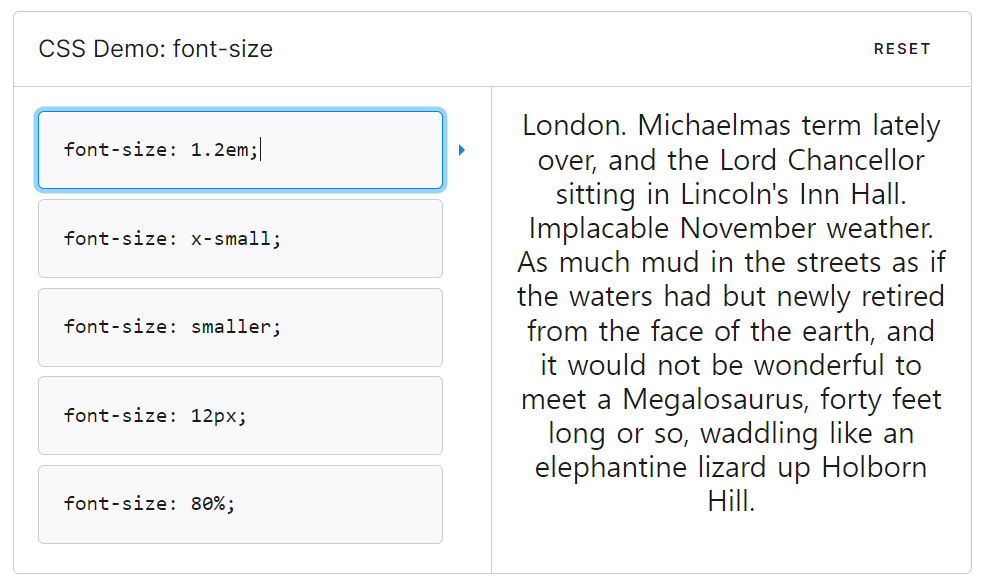 CSS Demo: font-size
RESET
font-size: 1.2em;
font-size: x-small;
font-size: smaller;
font-size: 12px;
font-size: 80%;
London. Michaelmas term lately
over, and the Lord Chancellor
sitting in Lincoln's Inn Hall.
Implacable November weather.
As much mud in the streets as if
the waters had but newly retired
from the face of the earth, and
it would not be wonderful to
meet a Megalosaurus, forty feet
long or so, waddling like an
elephantine lizard up Holborn
Hill.